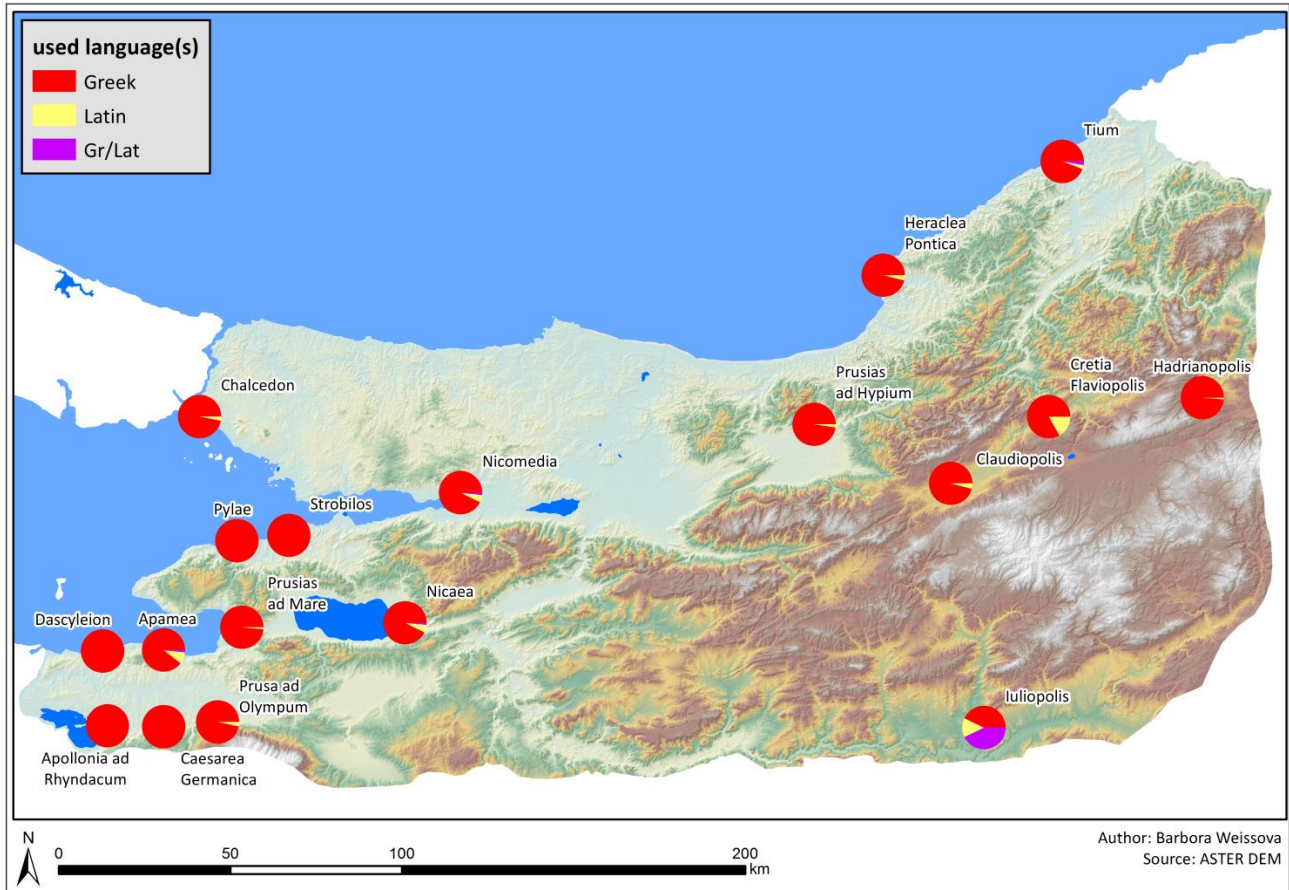 used language(s)
Greek
Latin
Gr/Lat
Tium
Heraclea
Pontica
Chalcedon
Prusias
ad Hypium
Cretia
Flaviopolis
Hadrianopolis
Nicomedia
Claudiopolis
Pylae
Strobilos
Dascyleion
Apamea
Prusias
ad Mare
Nicaea
Prusa ad
Olympum
Iuliopolis
Apollonia ad
Rhyndacum
Caesarea
Germanica
N
0
50
100
200
km
Author: Barbora Weissova
Source: ASTER DEM